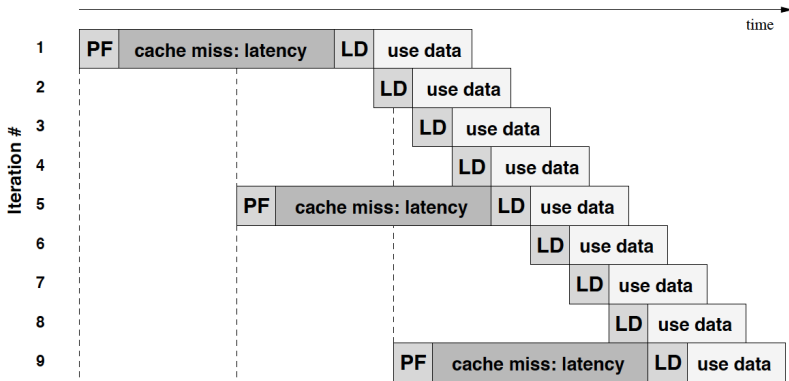 time
1 PF cache miss: latency LD use data
2 LD use data
3 LD use data
4 LD use data
5 PF cache miss: latency LD use data
6 LD use data
7 LD use data
8 LD use data
9 PF cache miss: latency LD use data
Iteration #